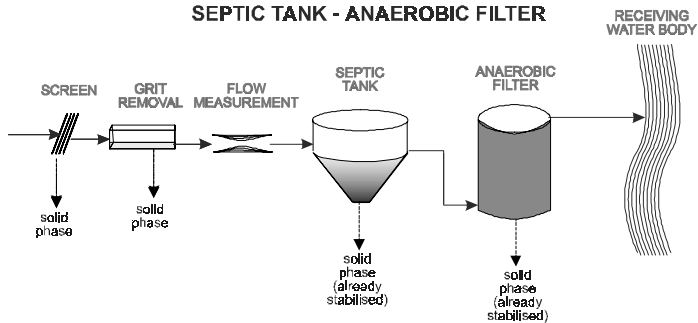 SEPTIC TANK - ANAEROBIC FILTER
RECEIVING
WATER BODY
SCREEN
GRIT
REMOVAL
FLOW
MEASUREMENT
SEPTIC
TANK
ANAEROBIC
FILTER
solid
phase
solid
phase
solid
phase
(already
stabilised)
solid
phase
(already
stabilised)